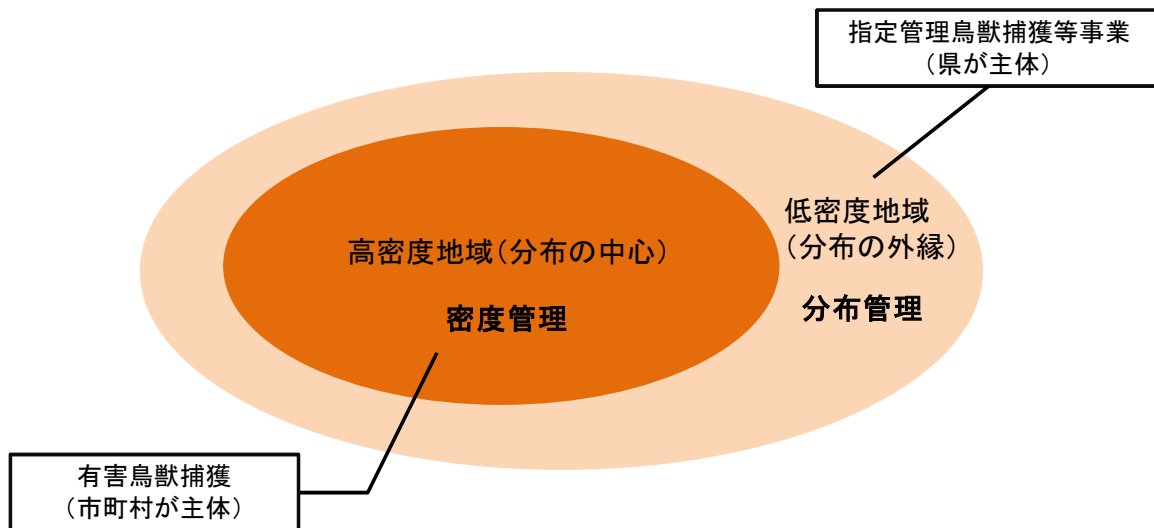 指定管理鳥獣捕獲等事業
（県が主体）
低密度地域
（分布の外縁）
分布管理
高密度地域（分布の中心）
密度管理
有害鳥獣捕獲
（市町村が主体）